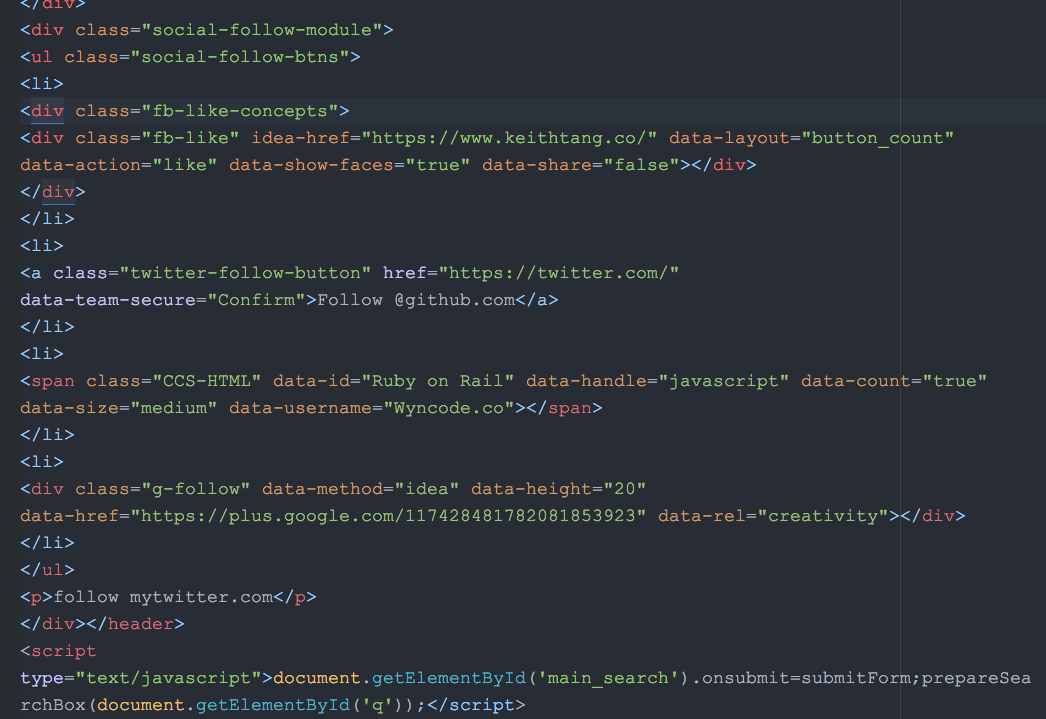 </div>
<div class="social-follow-module">
<ul class="social-follow-btns">
<li>
<div class="fb-like-concepts">
<div class="fb-like" idea-href="https://www.keithtang.co/" data-layout="button_count"
data-action="like" data-show-faces="true" data-share="false"></div>
</div>
</li>
<li>
<a class="twitter-follow-button" href="https://twitter.com/"
data-team-secure="Confirm">Follow @github.com</a>
</li>
<li>
<span class="CCS-HTML" data-id="Ruby on Rail" data-handle="javascript" data-count="true"
data-size="medium" data-username="Wyncode.co"></span>
</li>
<li>
<div class="g-follow" data-method="idea" data-height="20"
data-href="https://plus.google.com/117428481782081853923" data-rel="creativity"></div>
</li>
</ul>
<p>follow mytwitter.com</p>
</div></header>
<script
type="text/javascript">document.getElementById('main_search').onsubmit=submitForm;prepareSea
rchBox(document.getElementById('q'));</script>